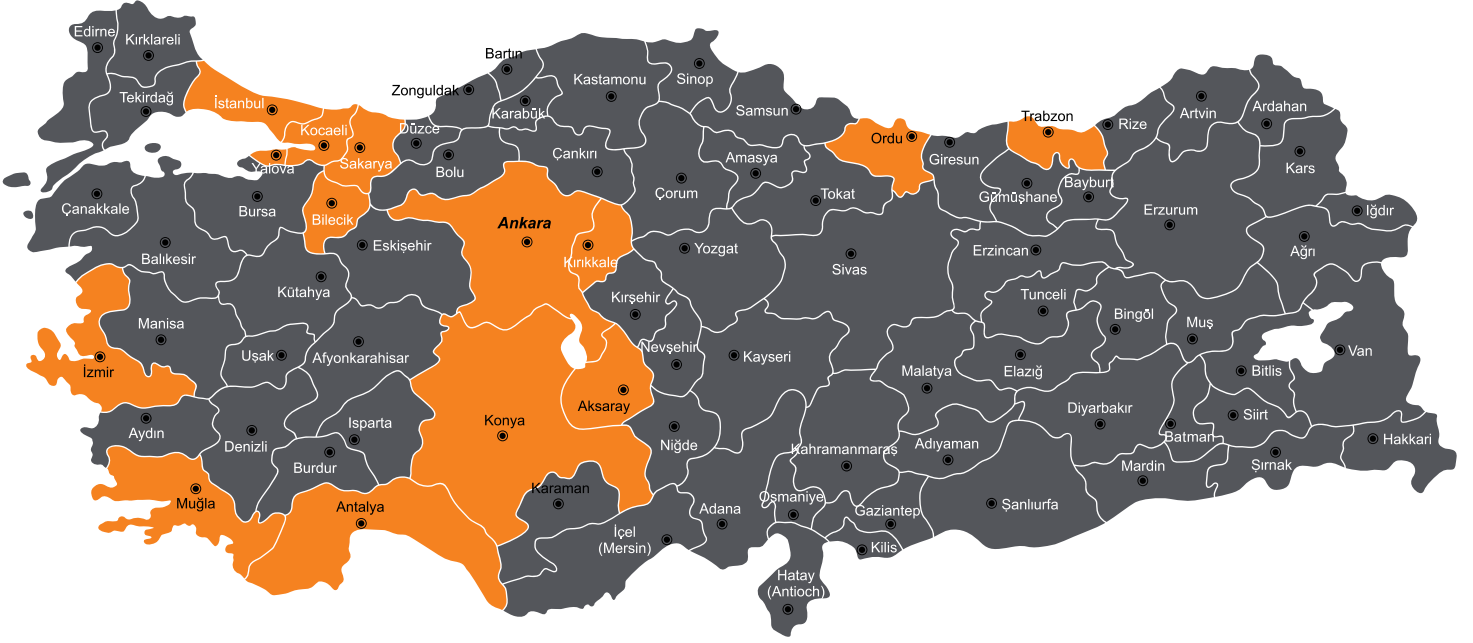 Edirne
Kırklareli
Tekirdağ
İstanbul
Kocaeli
Yalova
Sakarya
Düzce
Zonguldak
Bartın
Karabük
Kastamonu
Sinop
Samsun
Bolu
Çankırı
Çorum
Amasya
Tokat
Ordu
Giresun
Trabzon
Rize
Artvin
Ardahan
Kars
Iğdır
Ağrı
Erzurum
Bayburt
Gümüşhane
Erzincan
Çanakkale
Bursa
Bilecik
Balıkesir
Eskişehir
Kütahya
Ankara
Kırıkkale
Yozgat
Sivas
Kırşehir
Nevşehir
Kayseri
Tunceli
Bingöl
Muş
Elazığ
Malatya
Bitlis
Van
Manisa
İzmir
Uşak
Afyonkarahisar
Konya
Aksaray
Niğde
Aydın
Denizli
Isparta
Burdur
Muğla
Antalya
Karaman
İçel
(Mersin)
Adana
Osmaniye
Kahramanmaraş
Adıyaman
Diyarbakır
Batman
Siirt
Şırnak
Hakkari
Mardin
Şanlıurfa
Gaziantep
Kilis
Hatay
(Antioch)